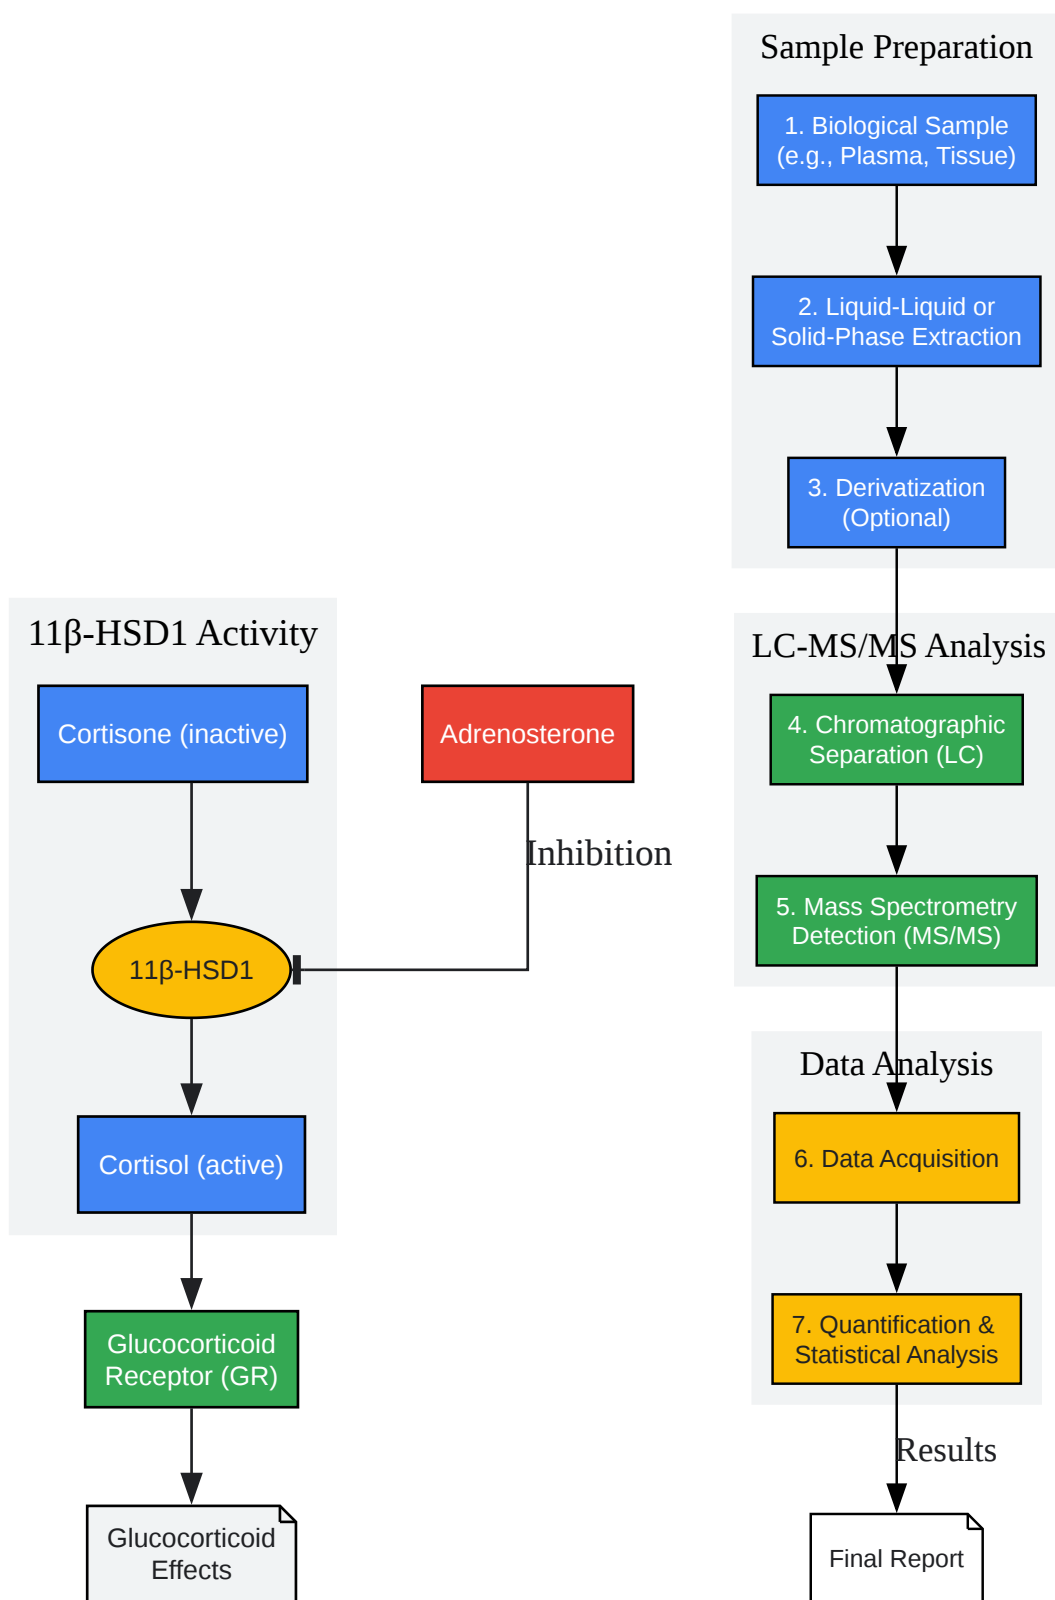 11β-HSD1 Activity
Cortisone (inactive)
Adrenosterone
Inhibition
11β-HSD1
Cortisol (active)
Glucocorticoid
Receptor (GR)
Glucocorticoid
Effects
Sample Preparation
1. Biological Sample
(e.g., Plasma, Tissue)
2. Liquid-Liquid or
Solid-Phase Extraction
3. Derivatization
(Optional)
LC-MS/MS Analysis
4. Chromatographic
Separation (LC)
5. Mass Spectrometry
Detection (MS/MS)
Data Analysis
6. Data Acquisition
7. Quantification &
Statistical Analysis
Results
Final Report